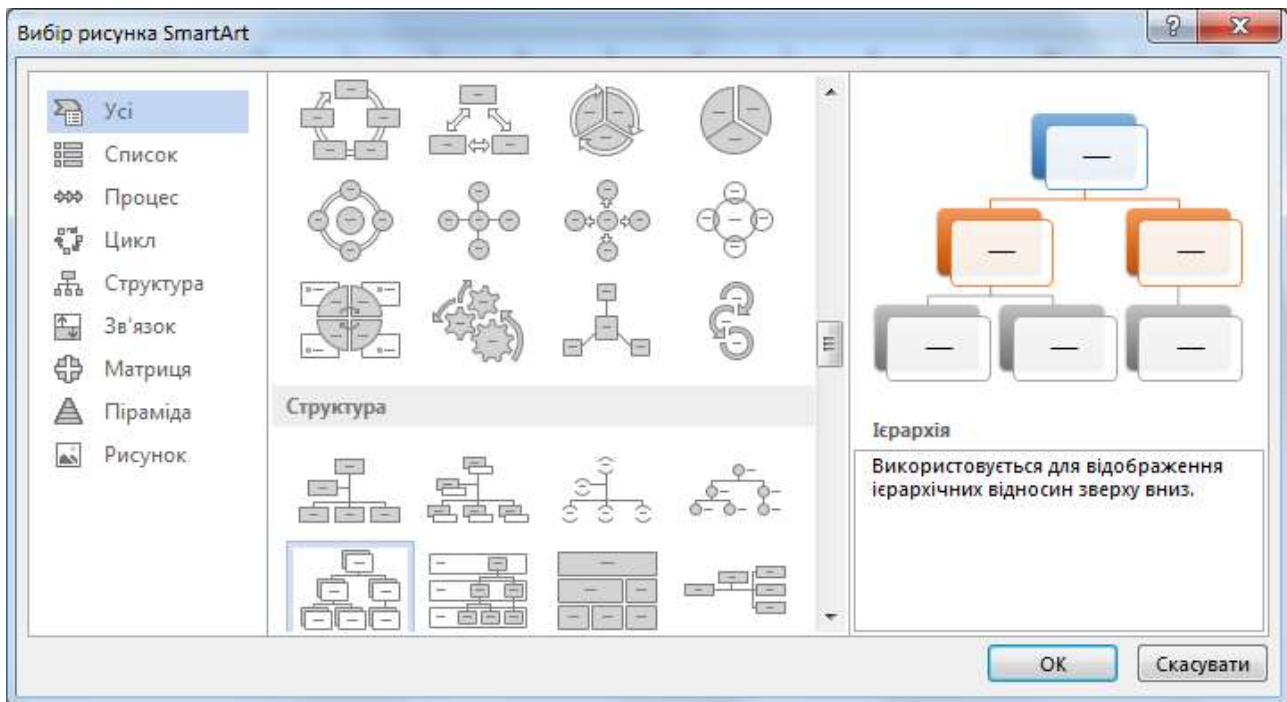 Вибір рисунка SmartArt
Усі
Список
Процес
Цикл
Структура
Зв'язок
Матриця
Піраміда
Рисунок
Структура
Ієрархія
Використовується для відображення
ієрархічних відносин зверху вниз.
ОК
Скасувати